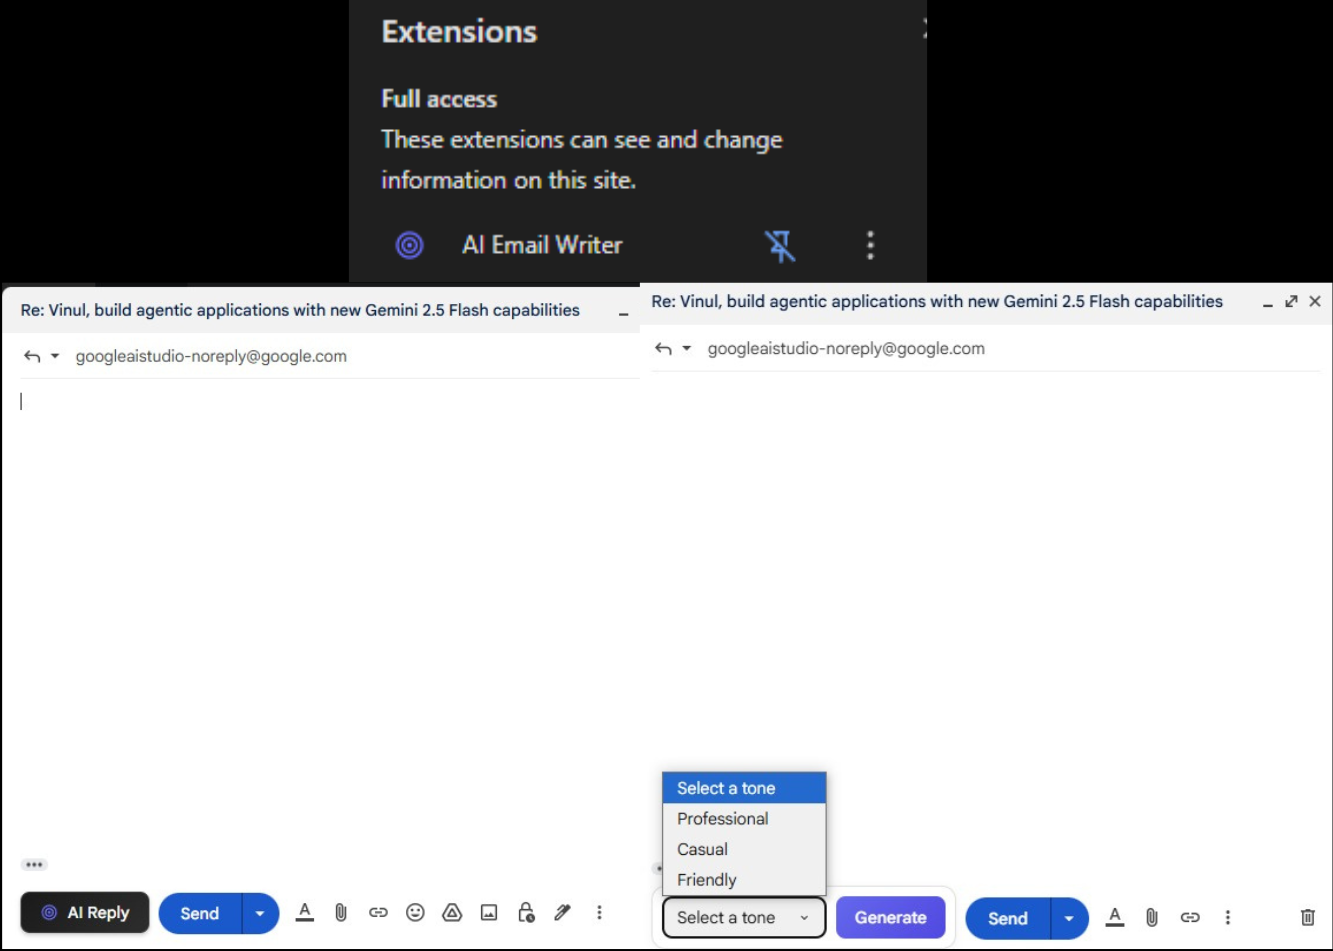 Extensions
Full access
These extensions can see and change
information on this site.
AI Email Writer
Re: Vinul, build agentic applications with new Gemini 2.5 Flash capabilities
googleaistudio-noreply@google.com
AI Reply
Send
Re: Vinul, build agentic applications with new Gemini 2.5 Flash capabilities
googleaistudio-noreply@google.com
Select a tone
Professional
Casual
Friendly
Select a tone
Generate
Send